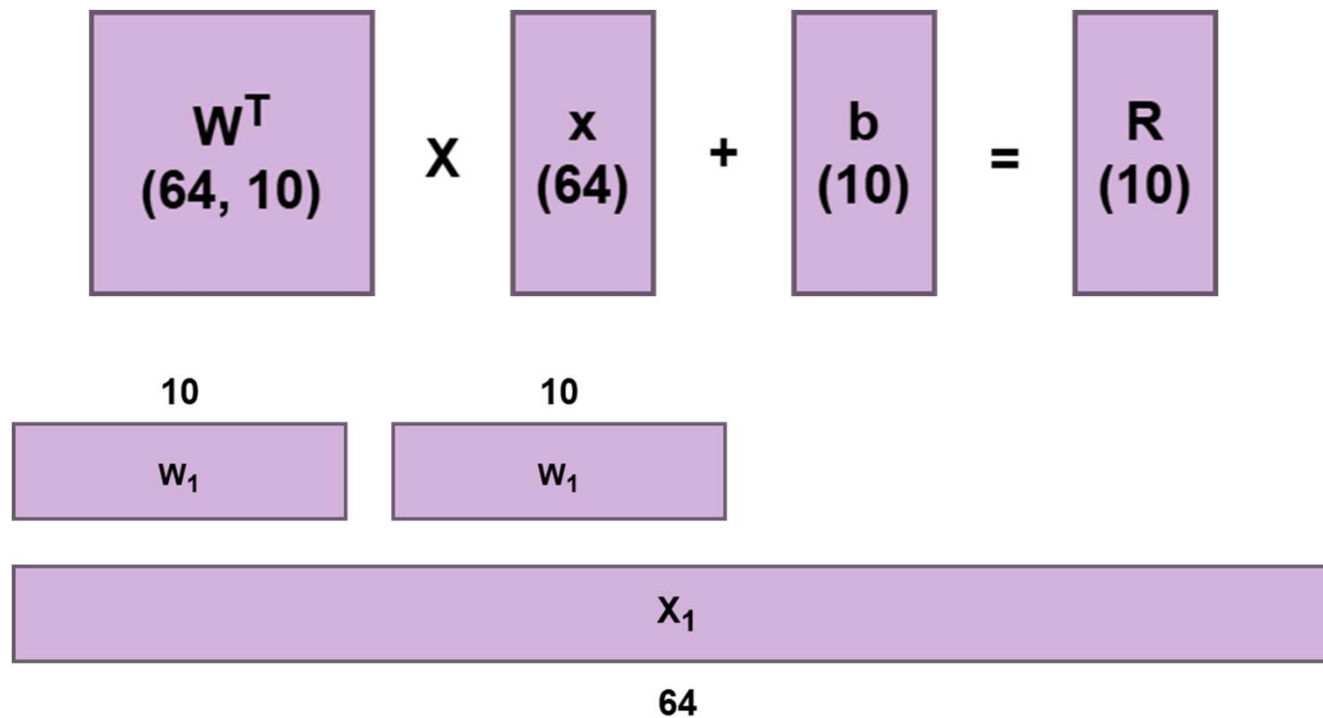 W^T
(64, 10)
X
x
(64)
+
b
(10)
=
R
(10)
10
10
w₁
w₁
x₁
64